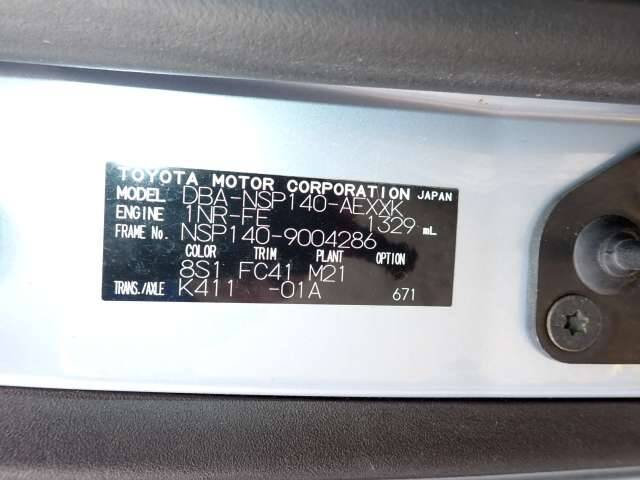 TOYOTA MOTOR CORPORATION JAPAN
MODEL DBA-NSP140-AEXXK
ENGINE 1NR-FE 1329 mL
FRAME No. NSP140-9004286
COLOR TRIM PLANT OPTION
8S1 FC41 M21
TRANS./AXLE K411 -01A 671